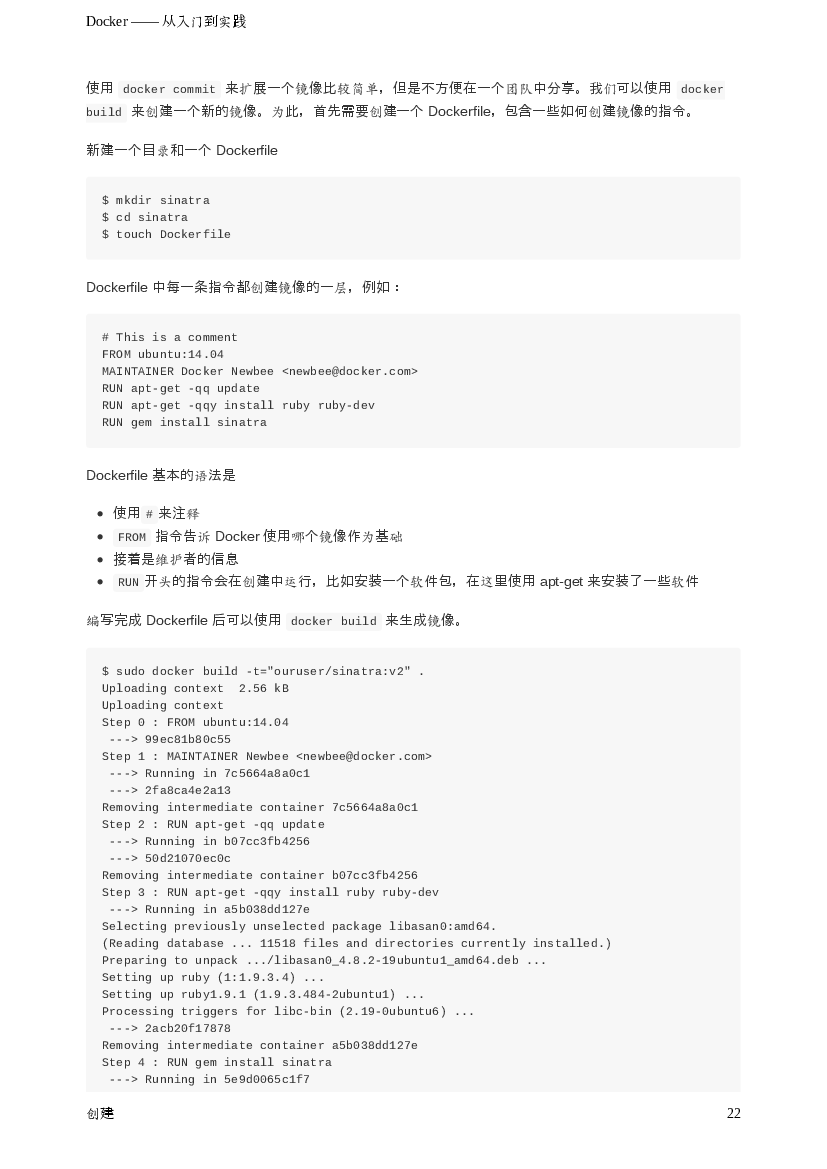 Docker —— 从入门到实践
使用 docker commit 来扩展一个镜像比较简单，但是不方便在一个团队中分享。我们可以使用 docker
build 来创建一个新的镜像。为此，首先需要创建一个 Dockerfile，包含一些如何创建镜像的指令。
新建一个目录和一个 Dockerfile
$ mkdir sinatra
$ cd sinatra
$ touch Dockerfile
Dockerfile 中每一条指令都创建镜像的一层，例如：
# This is a comment
FROM ubuntu:14.04
MAINTAINER Docker Newbee <newbee@docker.com>
RUN apt-get -qq update
RUN apt-get -qqy install ruby ruby-dev
RUN gem install sinatra
Dockerfile 基本的语法是
• 使用 # 来注释
• FROM 指令告诉 Docker 使用哪个镜像作为基础
• 接着是维护者的信息
• RUN 开头的指令会在创建中运行，比如安装一个软件包，在这里使用 apt-get 来安装了一些软件
编写完成 Dockerfile 后可以使用 docker build 来生成镜像。
$ sudo docker build -t="ouruser/sinatra:v2" .
Uploading context  2.56 kB
Uploading context
Step 0 : FROM ubuntu:14.04
 ---> 99ec81b80c55
Step 1 : MAINTAINER Newbee <newbee@docker.com>
 ---> Running in 7c5664a8a0c1
 ---> 2fa8ca4e2a13
Removing intermediate container 7c5664a8a0c1
Step 2 : RUN apt-get -qq update
 ---> Running in b07cc3fb4256
 ---> 50d21070ec0c
Removing intermediate container b07cc3fb4256
Step 3 : RUN apt-get -qqy install ruby ruby-dev
 ---> Running in a5b038dd127e
Selecting previously unselected package libasan0:amd64.
(Reading database ... 11518 files and directories currently installed.)
Preparing to unpack .../libasan0_4.8.2-19ubuntu1_amd64.deb ...
Setting up ruby (1:1.9.3.4) ...
Setting up ruby1.9.1 (1.9.3.484-2ubuntu1) ...
Processing triggers for libc-bin (2.19-0ubuntu6) ...
 ---> 2acb20f17878
Removing intermediate container a5b038dd127e
Step 4 : RUN gem install sinatra
 ---> Running in 5e9d0065c1f7
创建 22